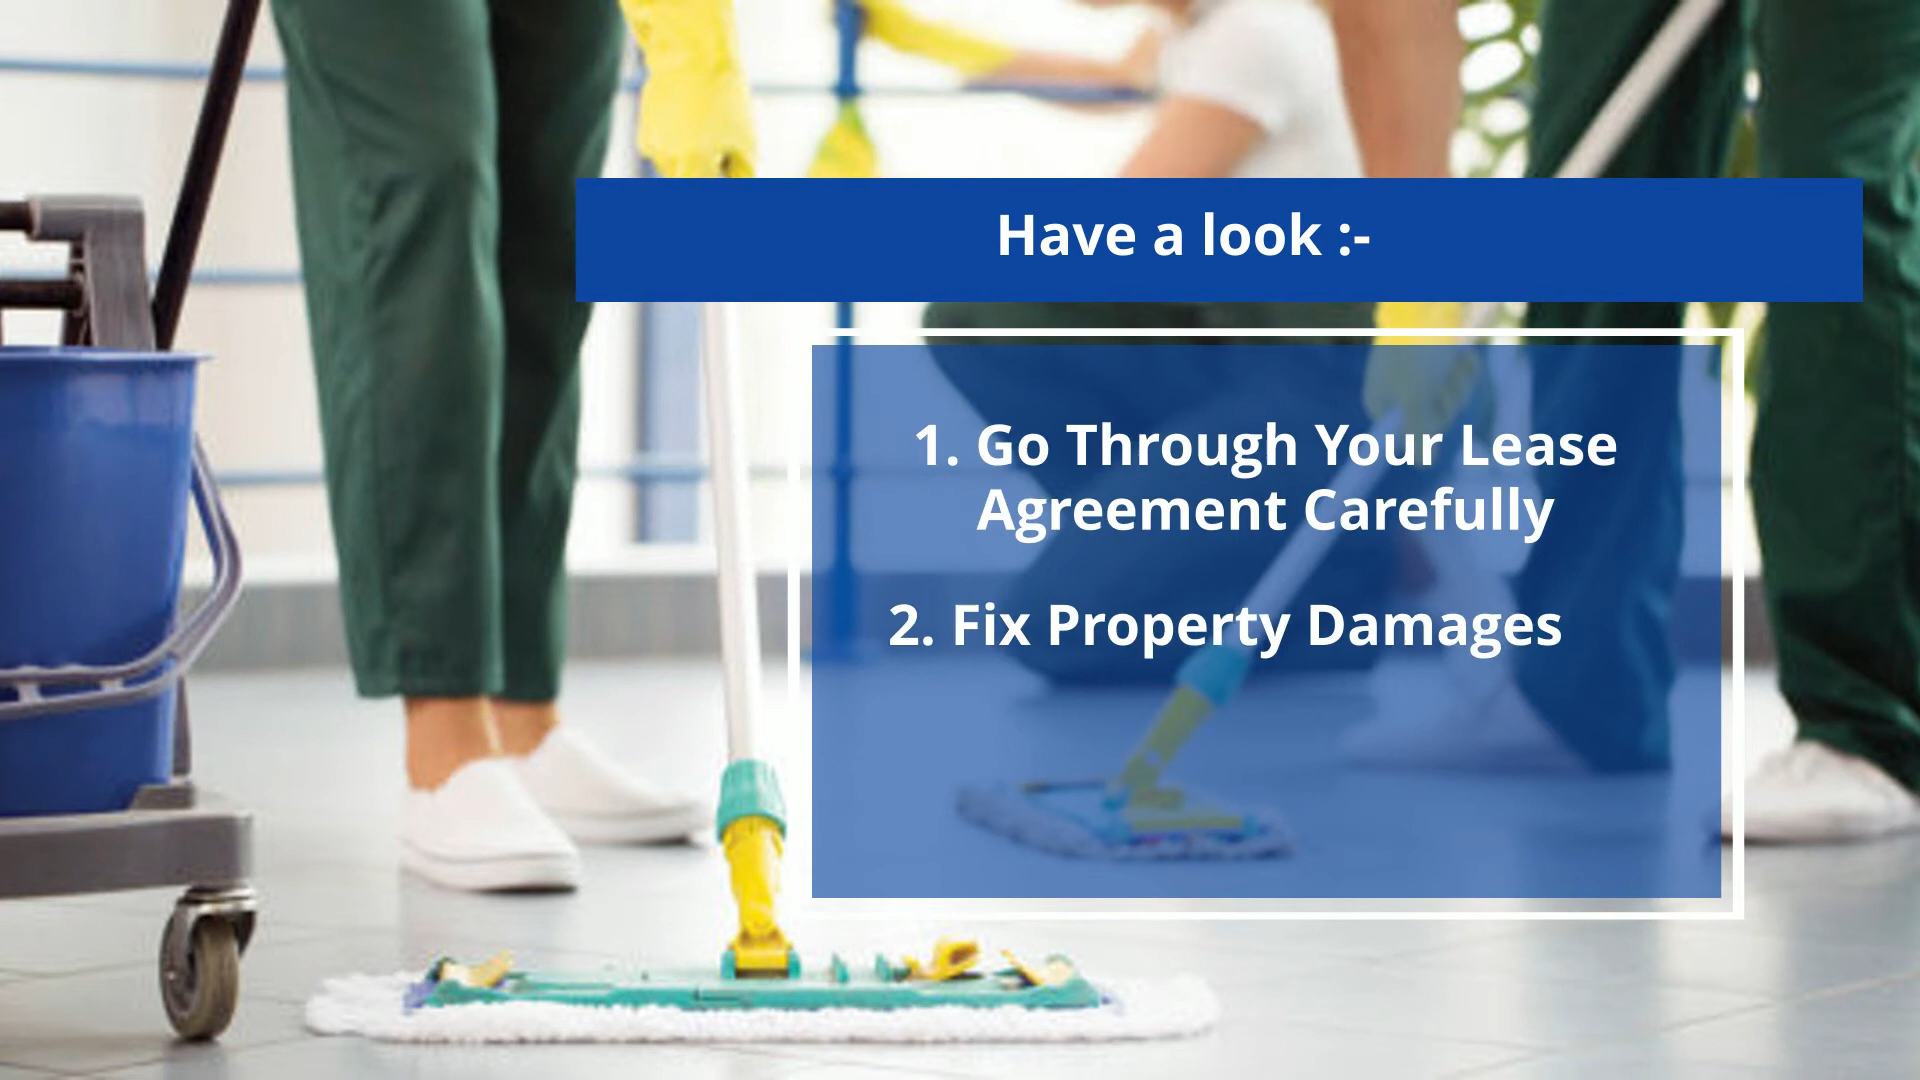 Have a look :-
1. Go Through Your Lease
Agreement Carefully
2. Fix Property Damages